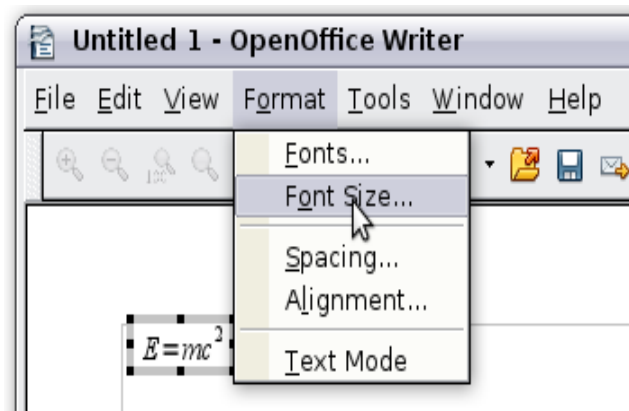 Untitled 1 - OpenOffice Writer
File Edit View Format Tools Window Help
100
Fonts...
Font Size...
Spacing...
Alignment...
E=mc²
Text Mode